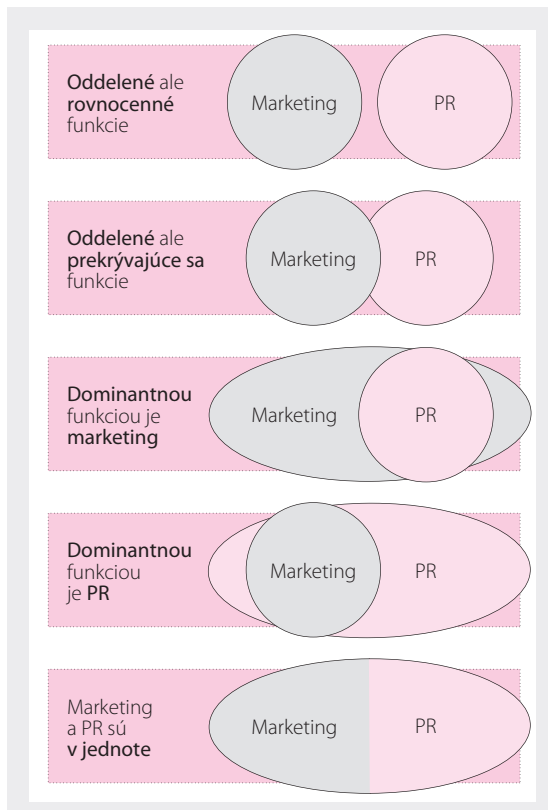 Oddelené ale
rovnocenné
funkcie
Marketing
PR
Oddelené ale
prekrývajúce sa
funkcie
Marketing
PR
Dominantnou
funkciou je
marketing
Marketing
PR
Dominantnou
funkciou
je PR
Marketing
PR
Marketing
a PR sú
v jednote
Marketing
PR